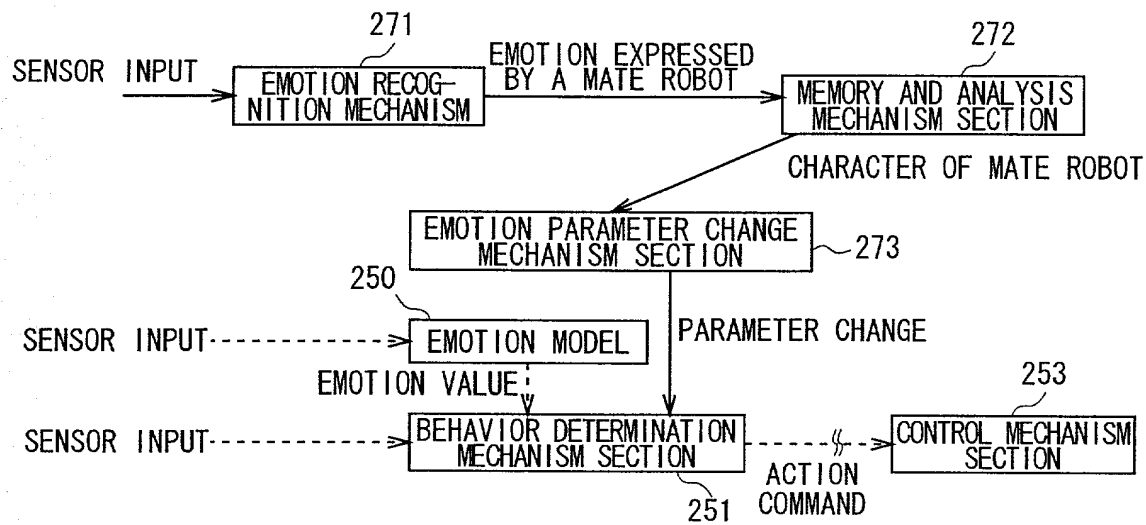 271
272
SENSOR INPUT
EMOTION RECOG-
NITION MECHANISM
EMOTION EXPRESSED
BY A MATE ROBOT
MEMORY AND ANALYSIS
MECHANISM SECTION
CHARACTER OF MATE ROBOT
EMOTION PARAMETER CHANGE
MECHANISM SECTION
273
250
SENSOR INPUT
EMOTION MODEL
PARAMETER CHANGE
EMOTION VALUE
253
SENSOR INPUT
BEHAVIOR DETERMINATION
MECHANISM SECTION
CONTROL MECHANISM
SECTION
251
ACTION
COMMAND